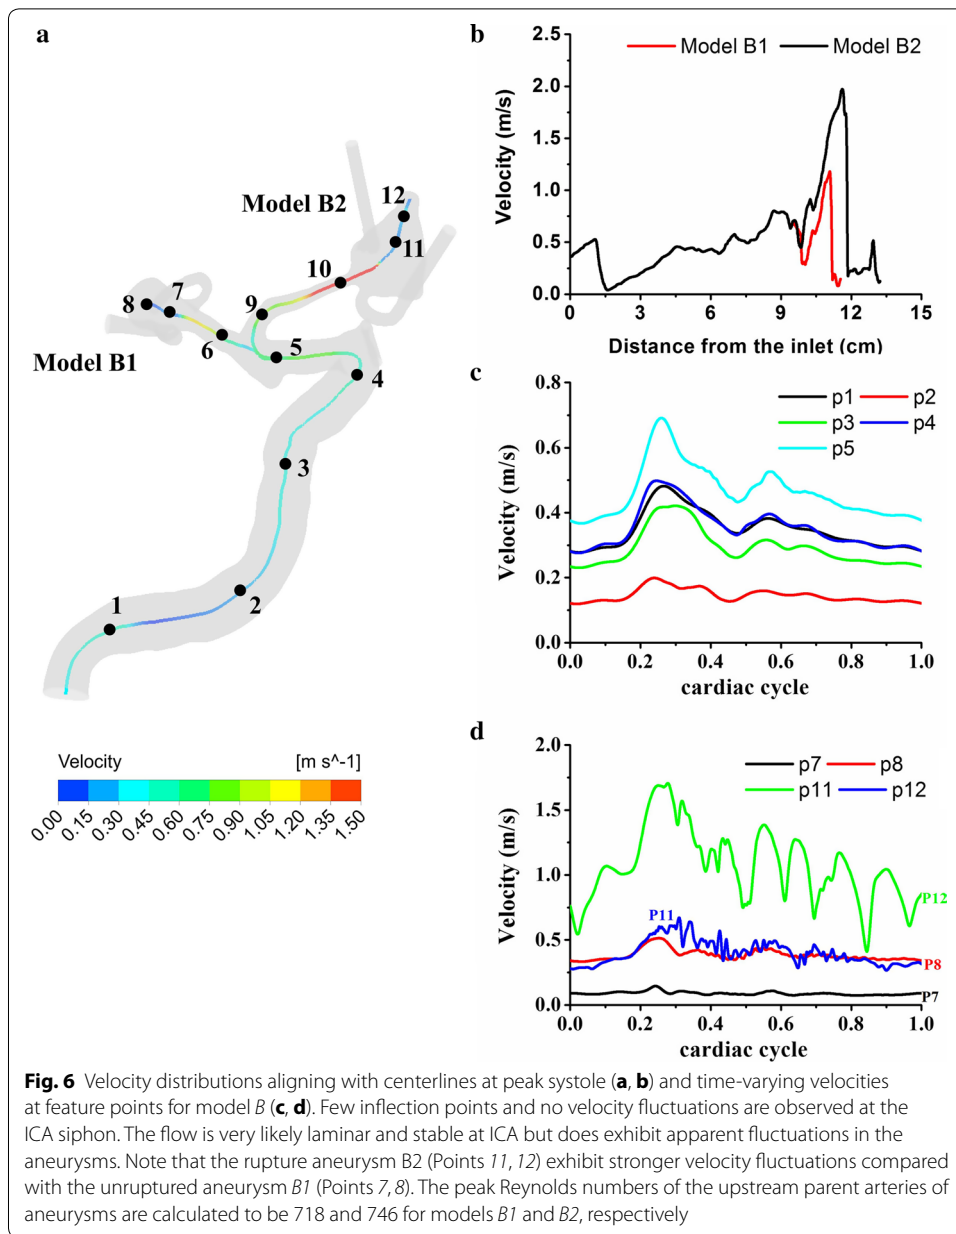 a
Model B2
12
11
10
9
8
7
6
5
4
Model B1
3
2
1
Velocity [m s^-1]
0.00 0.15 0.30 0.45 0.60 0.75 0.90 1.05 1.20 1.35 1.50
b
Model B1 Model B2
Velocity (m/s)
2.5
2.0
1.5
1.0
0.5
0.0
0 3 6 9 12 15
Distance from the inlet (cm)
c
p1 p2
p3 p4
p5
Velocity (m/s)
0.8
0.6
0.4
0.2
0.0
0.0 0.2 0.4 0.6 0.8 1.0
cardiac cycle
d
p7 p8
p11 p12
Velocity (m/s)
2.0
1.5
1.0
0.5
0.0
P12
P11
P8
P7
0.0 0.2 0.4 0.6 0.8 1.0
cardiac cycle
Fig. 6 Velocity distributions aligning with centerlines at peak systole (a, b) and time-varying velocities
at feature points for model B (c, d). Few inflection points and no velocity fluctuations are observed at the
ICA siphon. The flow is very likely laminar and stable at ICA but does exhibit apparent fluctuations in the
aneurysms. Note that the rupture aneurysm B2 (Points 11, 12) exhibit stronger velocity fluctuations compared
with the unruptured aneurysm B1 (Points 7, 8). The peak Reynolds numbers of the upstream parent arteries of
aneurysms are calculated to be 718 and 746 for models B1 and B2, respectively